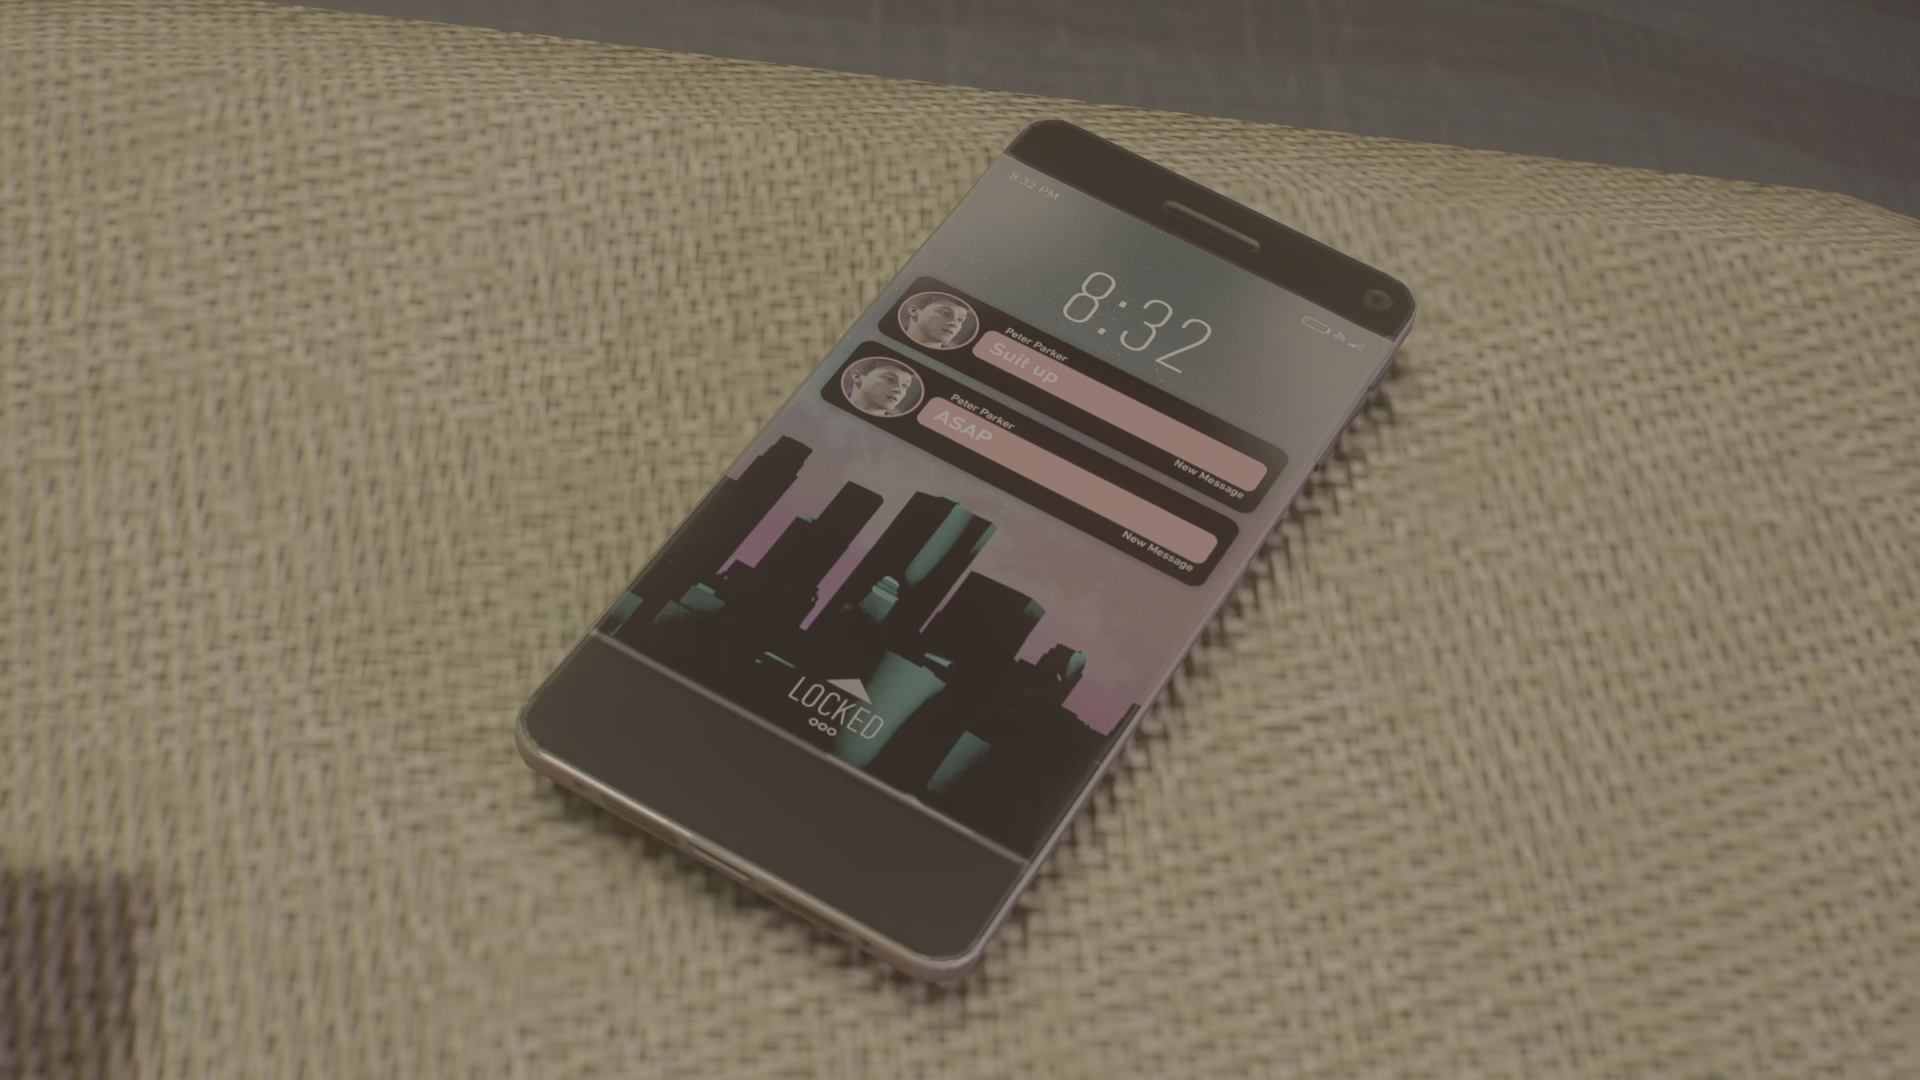 8:32 PM
8:32
Peter Parker
Suit up
New Message
Peter Parker
ASAP
New Message
LOCKED